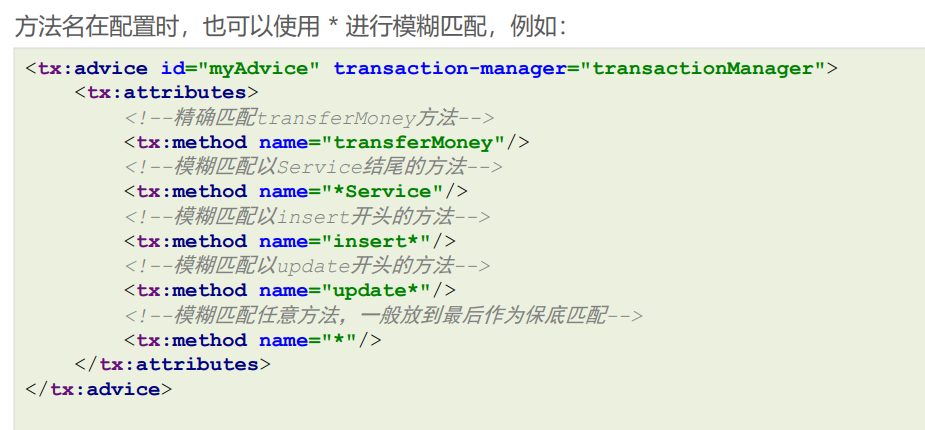 方法名在配置时，也可以使用 * 进行模糊匹配，例如：
<tx:advice id="myAdvice" transaction-manager="transactionManager">
    <tx:attributes>
        <!--精确匹配transferMoney方法-->
        <tx:method name="transferMoney"/>
        <!--模糊匹配以Service结尾的方法-->
        <tx:method name="*Service"/>
        <!--模糊匹配以insert开头的方法-->
        <tx:method name="insert*"/>
        <!--模糊匹配以update开头的方法-->
        <tx:method name="update*"/>
        <!--模糊匹配任意方法，一般放到最后作为保底匹配-->
        <tx:method name="*"/>
    </tx:attributes>
</tx:advice>